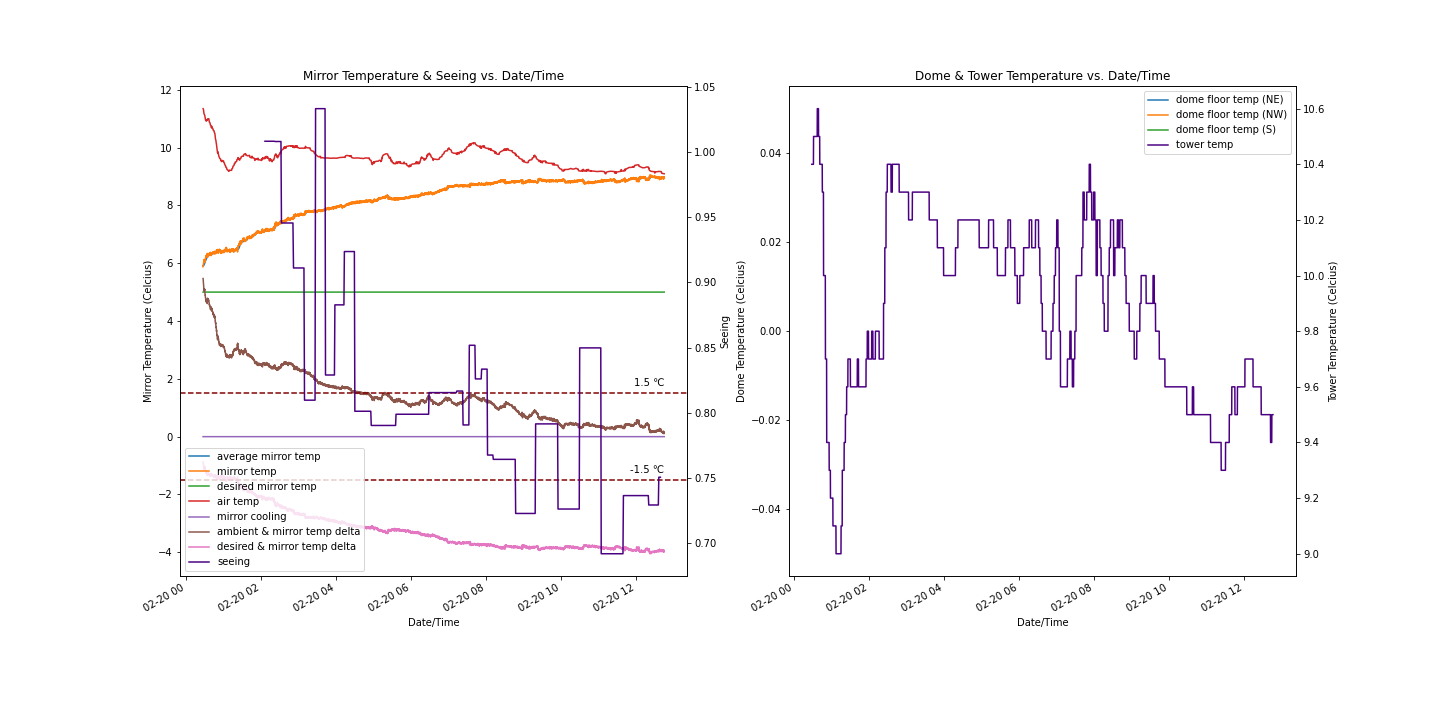 Mirror Temperature & Seeing vs. Date/Time
Mirror Temperature (Celcius)
12
10
8
6
4
2
0
−2
−4
1.05
1.00
0.95
0.90
0.85
0.80
0.75
0.70
Seeing
1.5 °C
-1.5 °C
average mirror temp
mirror temp
desired mirror temp
air temp
mirror cooling
ambient & mirror temp delta
desired & mirror temp delta
seeing
02-20 00
02-20 02
02-20 04
02-20 06
02-20 08
02-20 10
02-20 12
Date/Time
Dome & Tower Temperature vs. Date/Time
Dome Temperature (Celcius)
0.04
0.02
0.00
−0.02
−0.04
10.6
10.4
10.2
10.0
9.8
9.6
9.4
9.2
9.0
Tower Temperature (Celcius)
dome floor temp (NE)
dome floor temp (NW)
dome floor temp (S)
tower temp
02-20 00
02-20 02
02-20 04
02-20 06
02-20 08
02-20 10
02-20 12
Date/Time